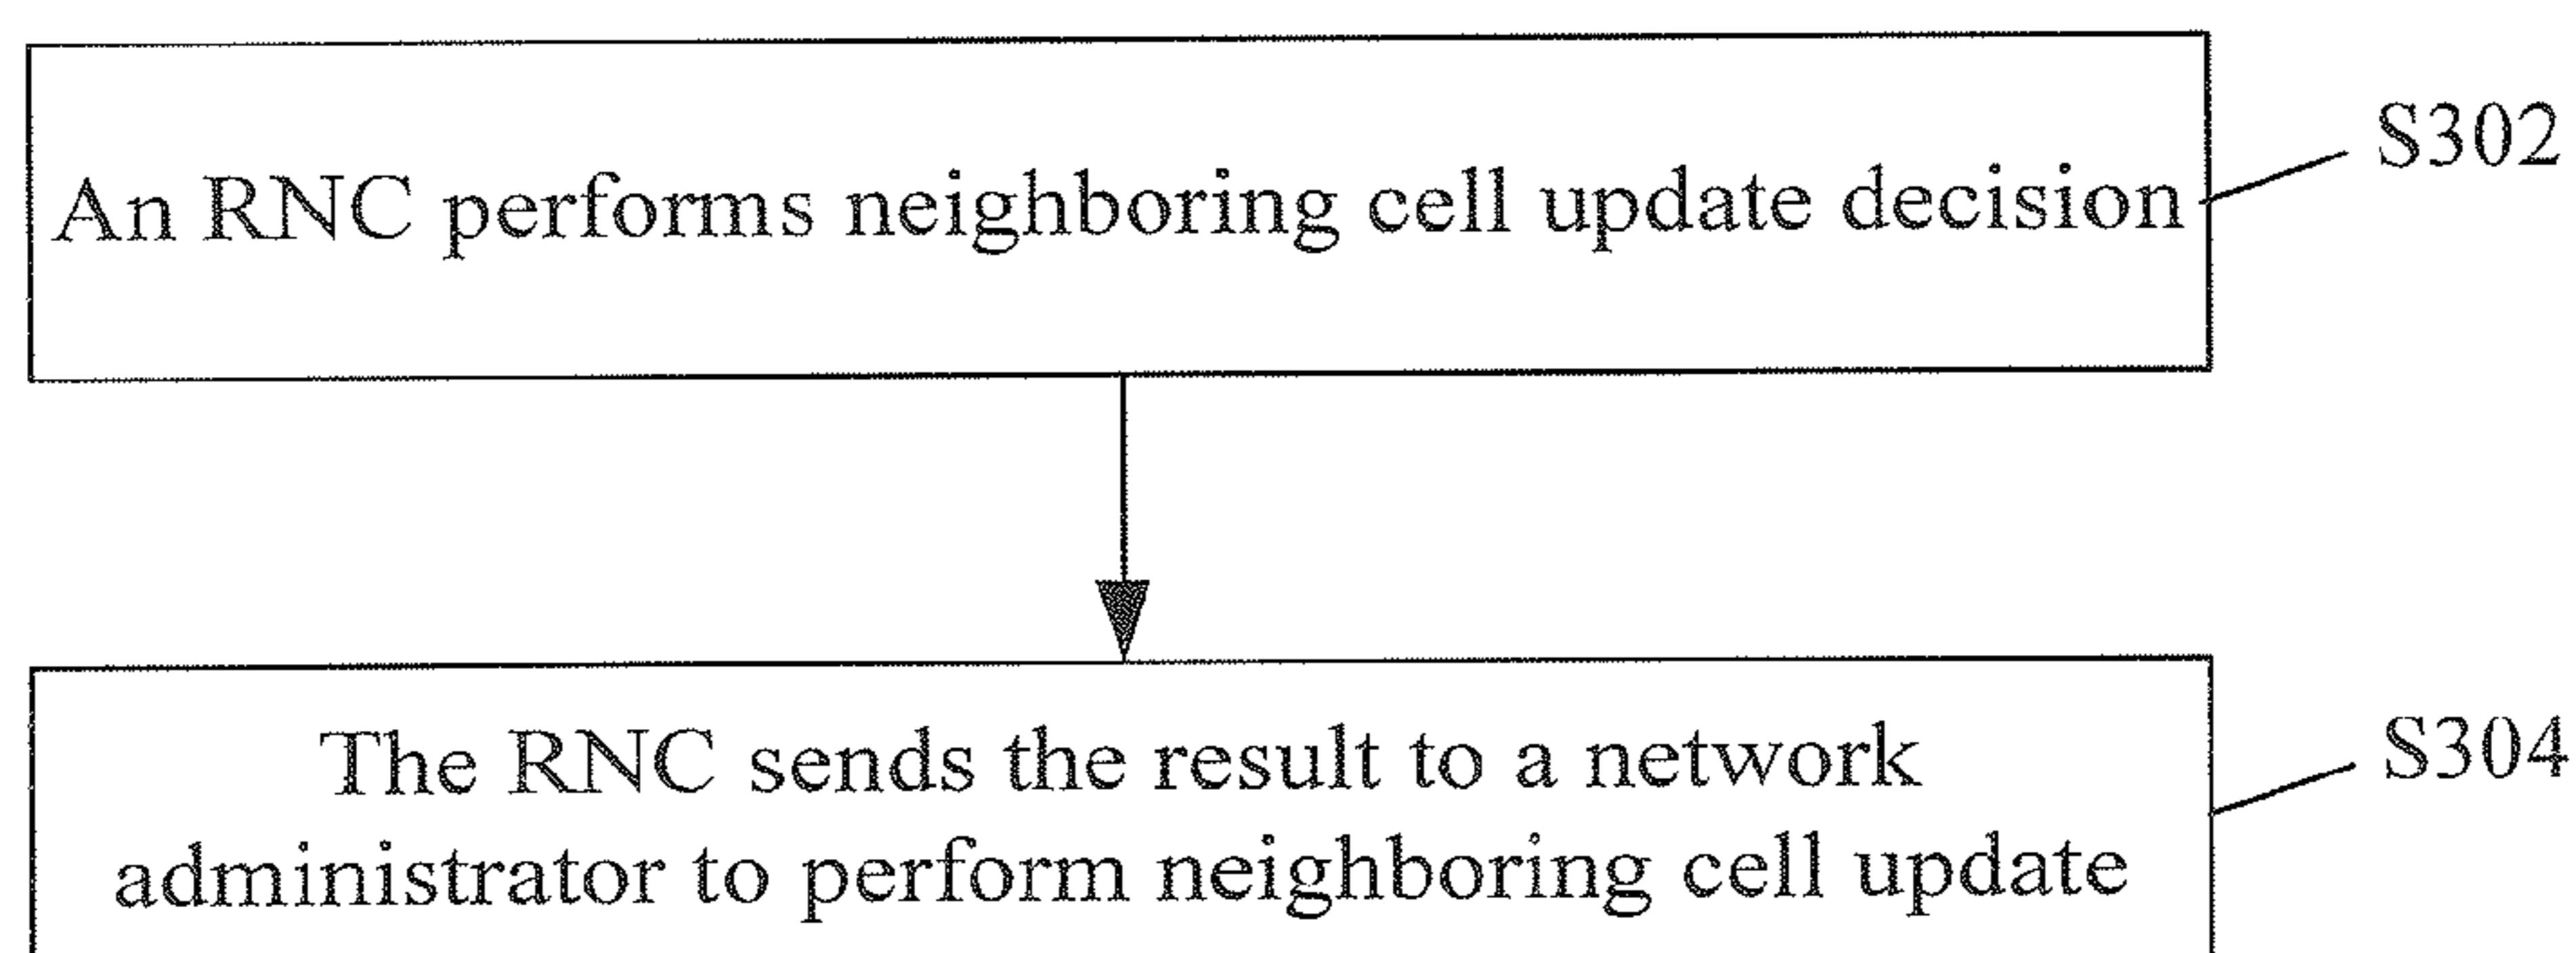 An RNC performs neighboring cell update decision
S302
The RNC sends the result to a network
administrator to perform neighboring cell update
S304